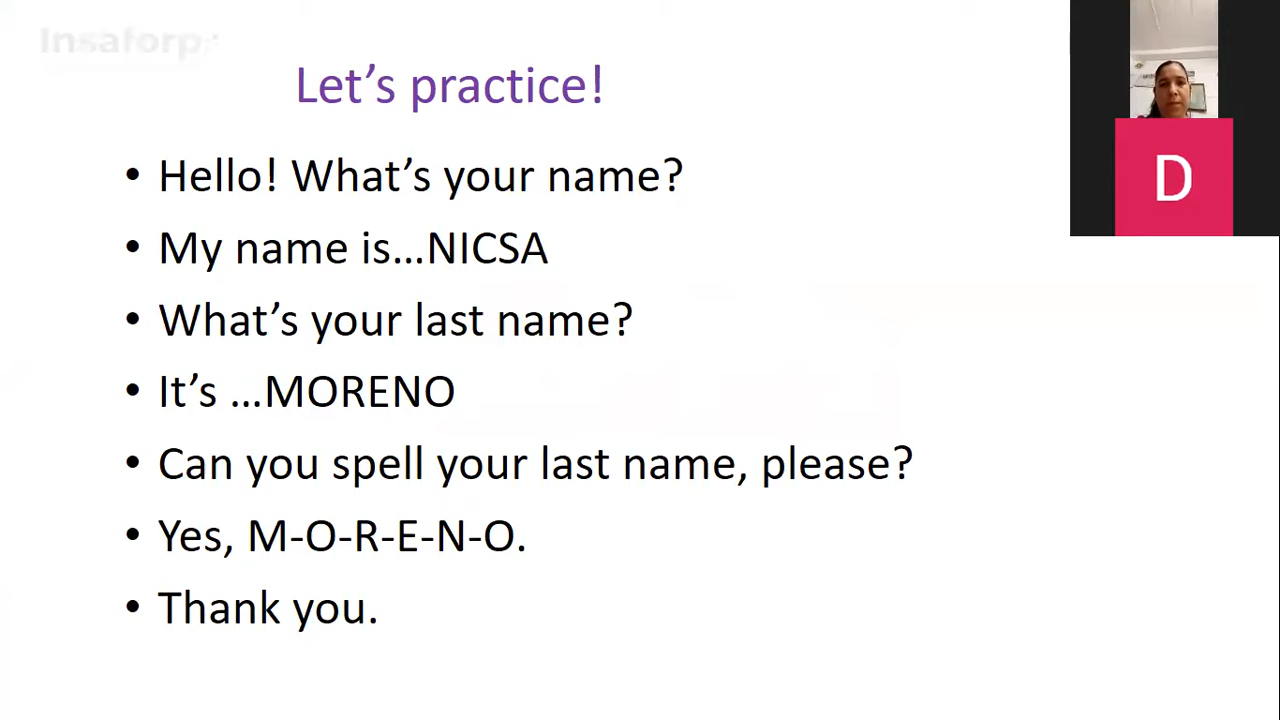 Insaforp
Let's practice!
• Hello! What's your name?
• My name is...NICSA
• What's your last name?
• It's ...MORENO
• Can you spell your last name, please?
• Yes, M-O-R-E-N-O.
• Thank you.
D